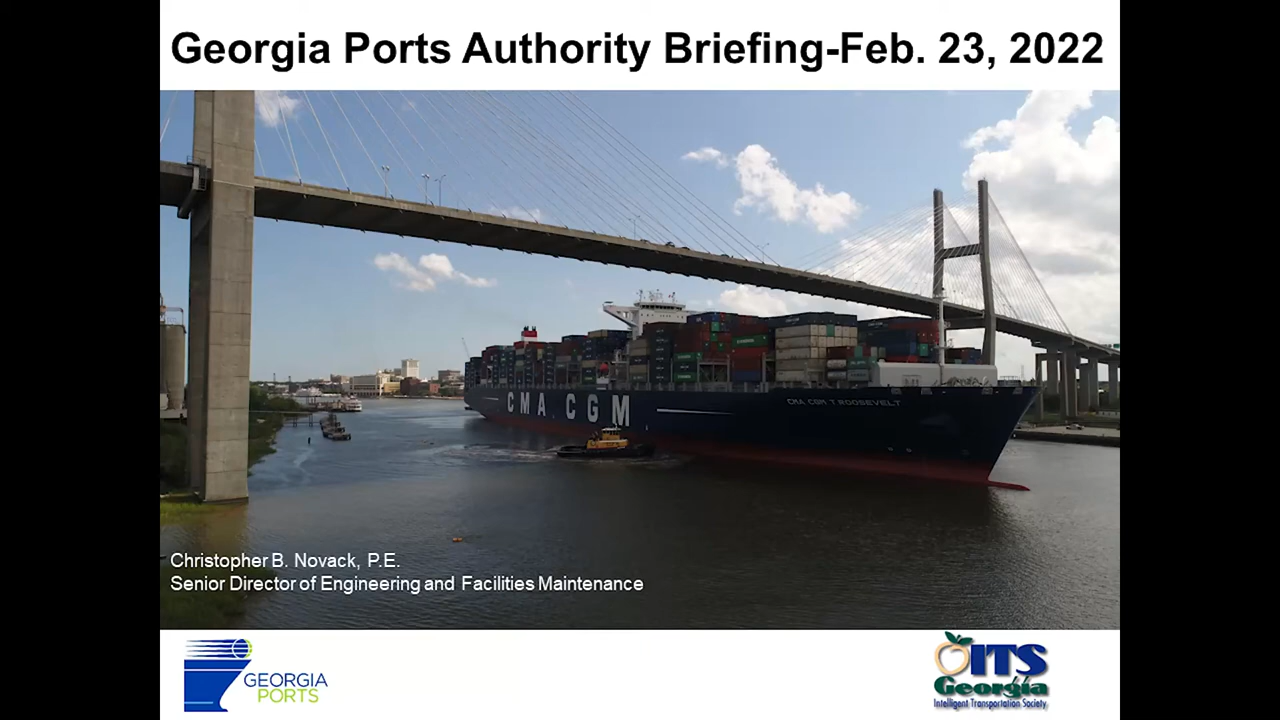 Georgia Ports Authority Briefing-Feb. 23, 2022
CMA CGM
CMA CGM T.ROOSEVELT
Christopher B. Novack, P.E.
Senior Director of Engineering and Facilities Maintenance
GEORGIA
PORTS
ITS
Georgia
Intelligent Transportation Society